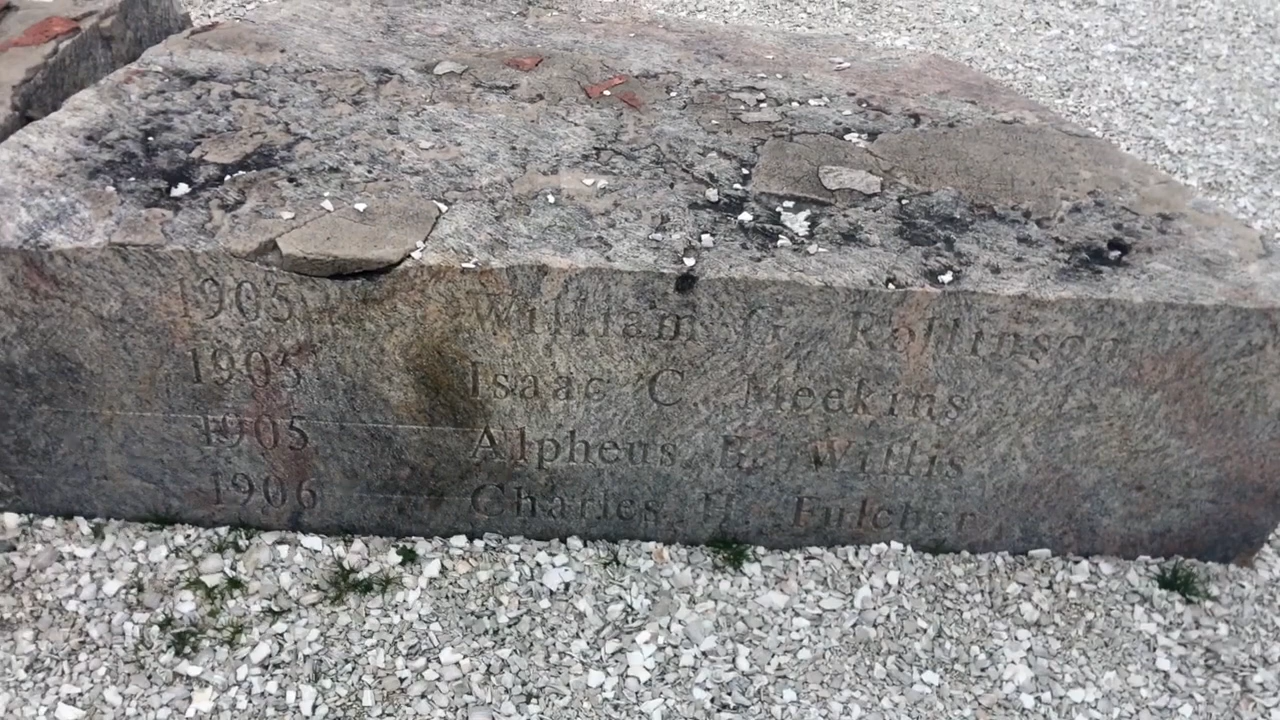 1905 William G. Rollinson
1905 Isaac C. Meekins
1905 Alpheus B. Willis
1906 Charles H. Fulcher